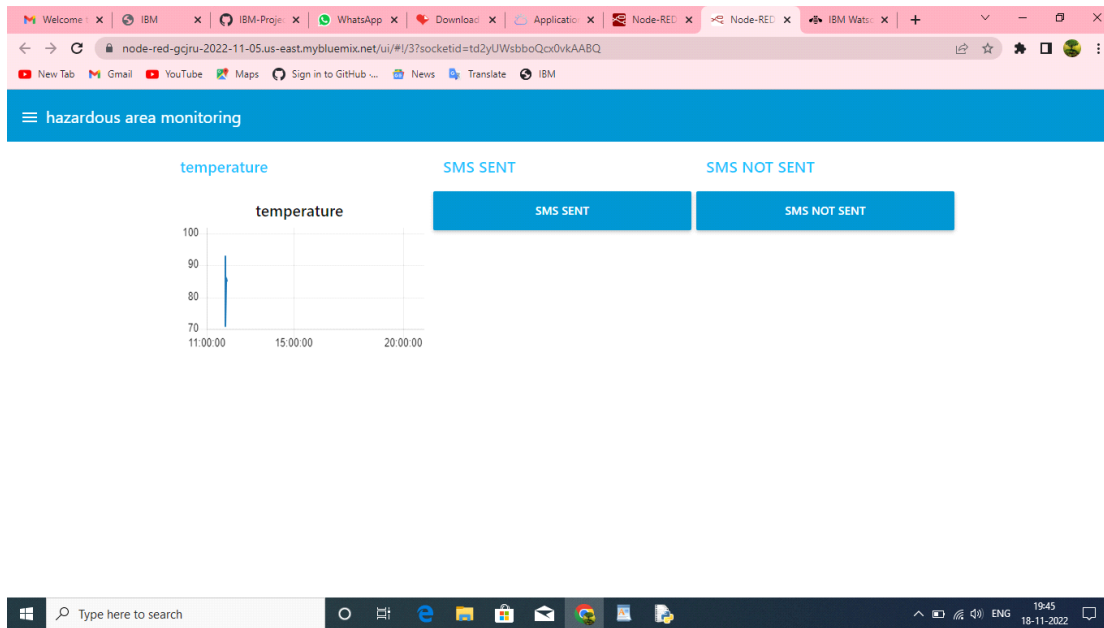 Welcome t
IBM
IBM-Projec
WhatsApp
Download
Applicatio
Node-RED
Node-RED
IBM Watso
node-red-gcjru-2022-11-05.us-east.mybluemix.net/ui/#!/3?socketid=td2yUWsbboQcx0vkAABQ
New Tab Gmail YouTube Maps Sign in to GitHub -... News Translate IBM
hazardous area monitoring
temperature SMS SENT SMS NOT SENT
temperature
SMS SENT
SMS NOT SENT
100
90
80
70
11:00:00 15:00:00 20:00:00
Type here to search
ENG
19:45
18-11-2022